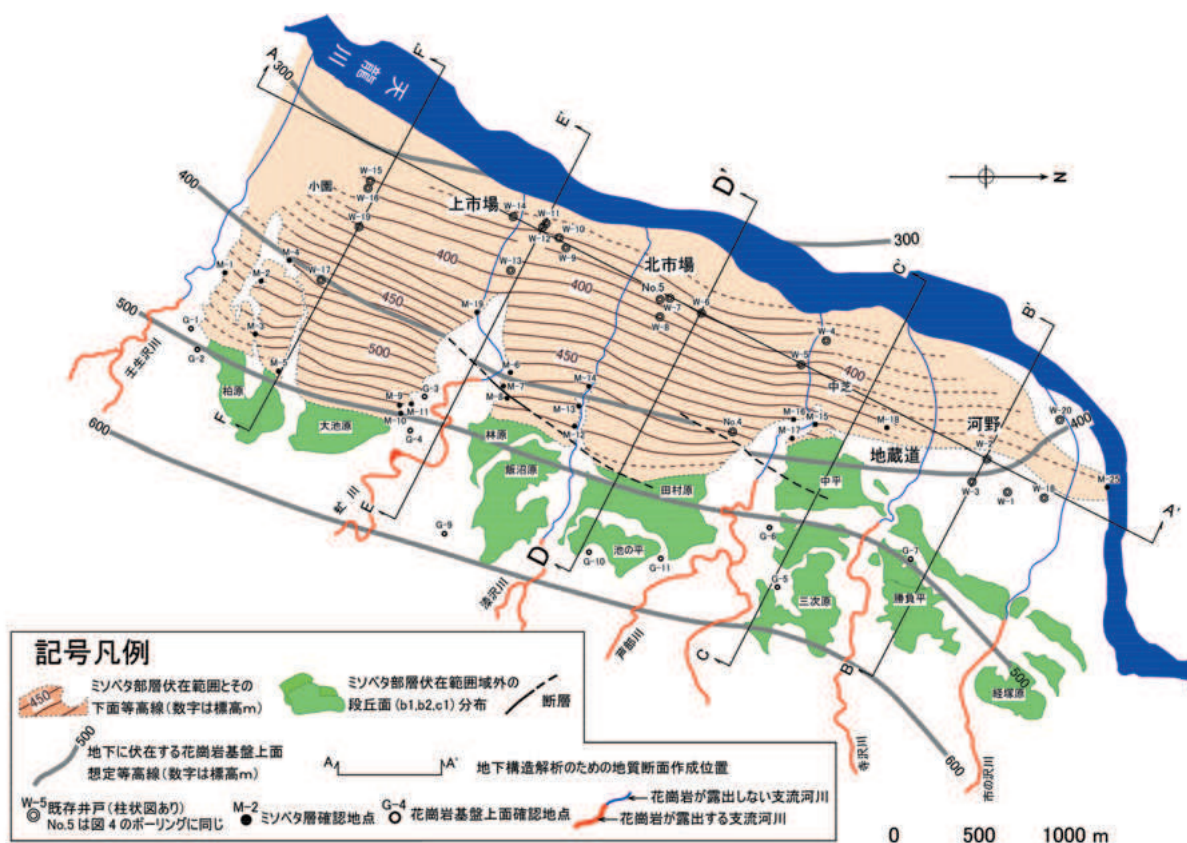 天龍川
N
A
F'
E'
D'
C'
B'
A'
300
400
500
600
300
400
500
600
W-15
W-16
小園
W-19
上市場
W-14
W-11
W-12
W-10
W-9
W-13
400
400
北市場
No.5
W-7
W-6
W-8
W-4
W-5
400
中芝
河野
W-20
W-2
地蔵道
W-3
W-1
W-18
M-25
M-1
M-2
M-4
W-17
450
M-19
M-3
500
M-5
G-1
G-2
壬生沢川
柏原
大池原
M-9
M-10
M-11
G-3
G-4
M-6
M-7
M-8
450
M-14
M-13
M-12
No.4
M-16
M-15
M-17
M-18
林原
飯沼原
田村原
中平
池の平
三次原
勝負平
経塚原
G-9
G-10
G-11
G-6
G-5
G-7
F
E
D
C
B
虻川
芦部川
寺沢川
市の沢川
記号凡例
450
ミソベタ部層伏在範囲とその
下面等高線(数字は標高m)
ミソベタ部層伏在範囲域外の
段丘面(b1,b2,c1)分布
断層
500
地下に伏在する花崗岩基盤上面
想定等高線(数字は標高m)
A A'
地下構造解析のための地質断面作成位置
W-5 既存井戸(柱状図あり)
No.5は図4のボーリングに同じ
M-2 ミソベタ層確認地点
G-4 花崗岩基盤上面確認地点
花崗岩が露出しない支流河川
花崗岩が露出する支流河川
0 500 1000 m